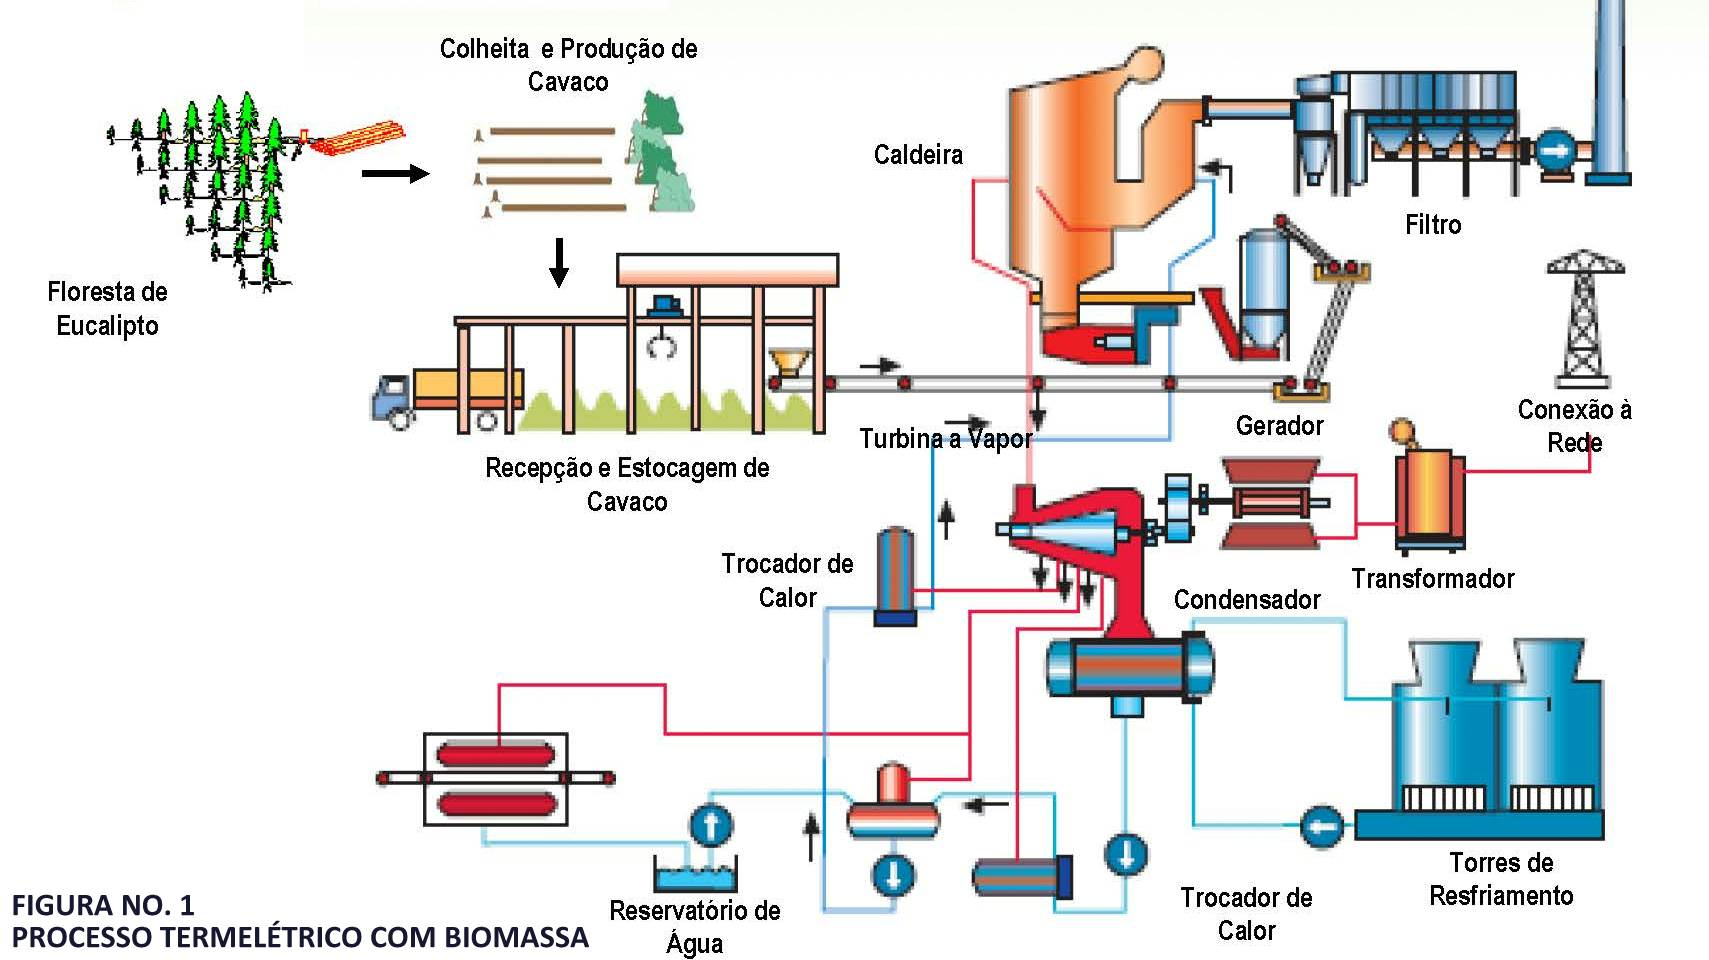 Colheita e Produção de
Cavaco
Caldeira
Filtro
Floresta de
Eucalipto
Conexão à
Rede
Gerador
Turbina a Vapor
Recepção e Estocagem de
Cavaco
Trocador de
Calor
Transformador
Condensador
Torres de
Resfriamento
Trocador de
Calor
Reservatório de
Água
FIGURA NO. 1
PROCESSO TERMELÉTRICO COM BIOMASSA